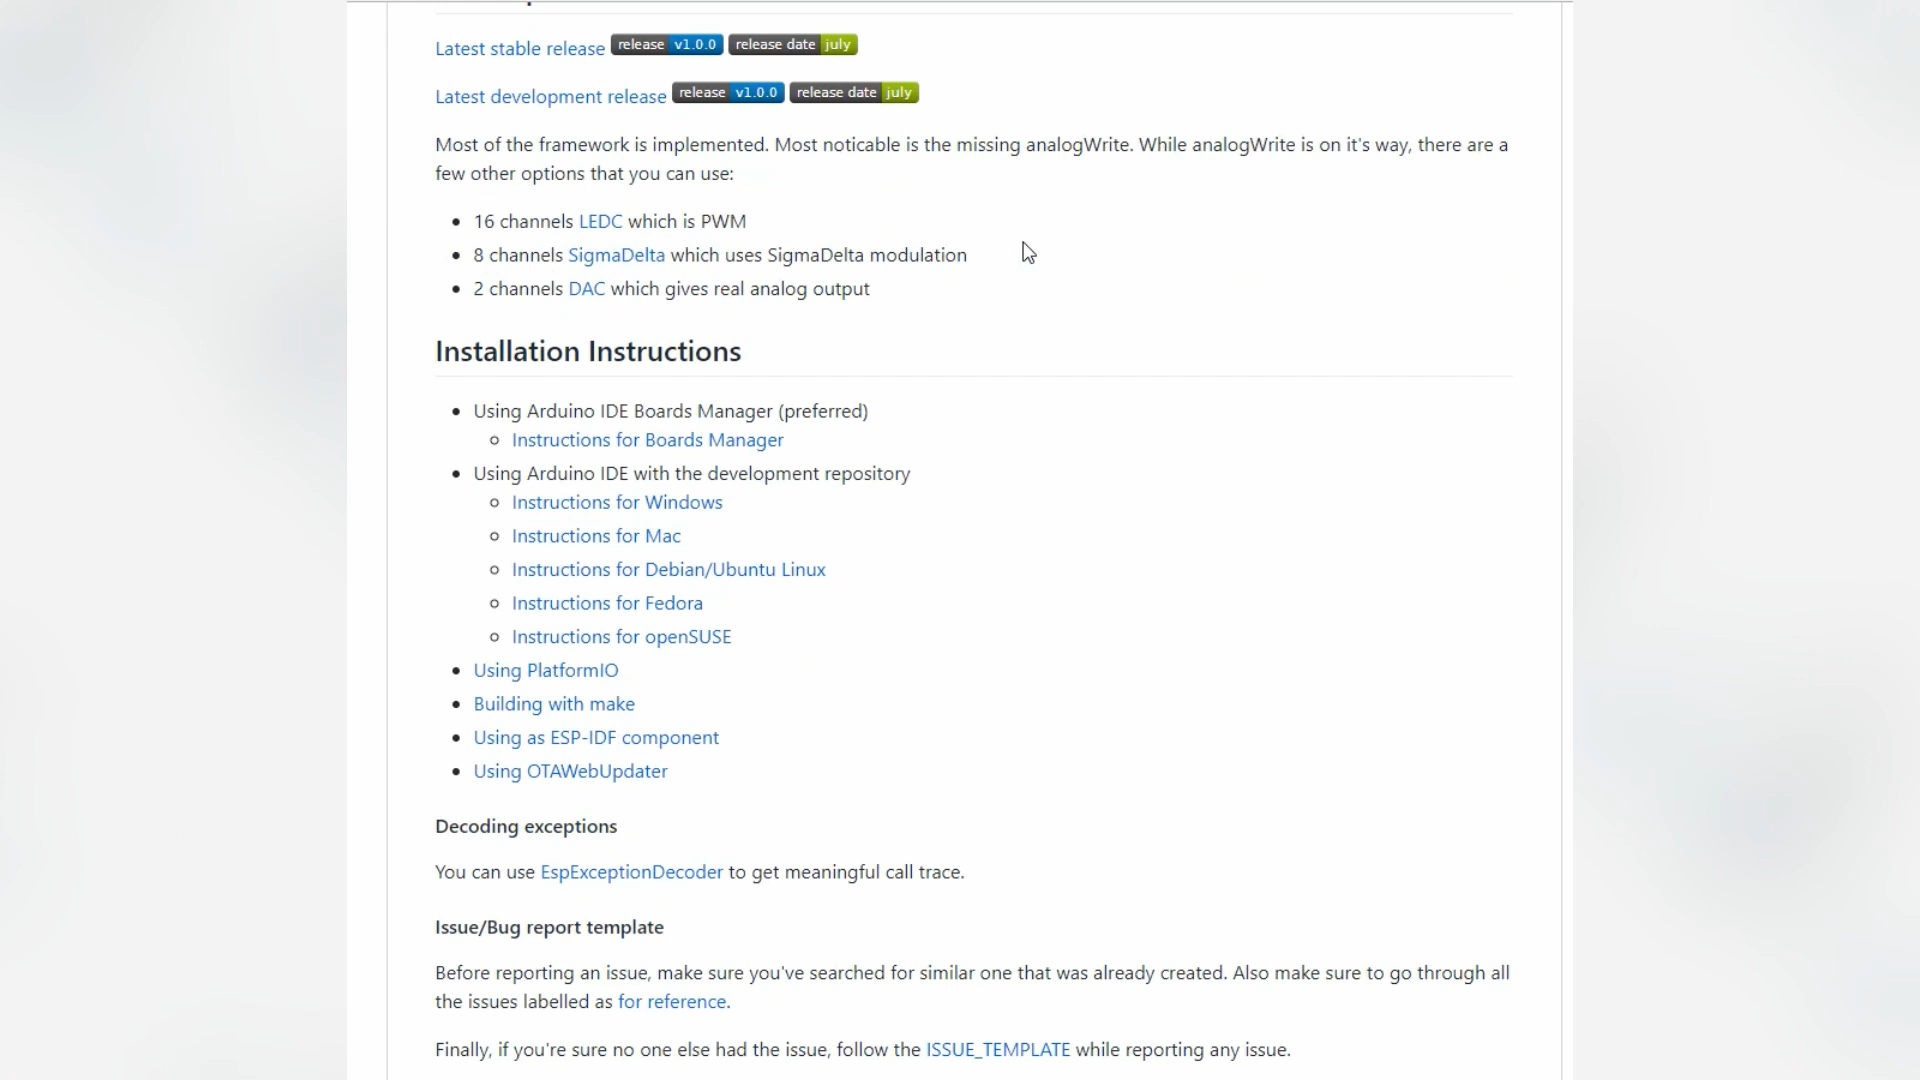 Latest stable release release v1.0.0 release date july
Latest development release release v1.0.0 release date july
Most of the framework is implemented. Most noticable is the missing analogWrite. While analogWrite is on it's way, there are a
few other options that you can use:
16 channels LEDC which is PWM
8 channels SigmaDelta which uses SigmaDelta modulation
2 channels DAC which gives real analog output
Installation Instructions
Using Arduino IDE Boards Manager (preferred)
Instructions for Boards Manager
Using Arduino IDE with the development repository
Instructions for Windows
Instructions for Mac
Instructions for Debian/Ubuntu Linux
Instructions for Fedora
Instructions for openSUSE
Using PlatformIO
Building with make
Using as ESP-IDF component
Using OTAWebUpdater
Decoding exceptions
You can use EspExceptionDecoder to get meaningful call trace.
Issue/Bug report template
Before reporting an issue, make sure you've searched for similar one that was already created. Also make sure to go through all
the issues labelled as for reference.
Finally, if you're sure no one else had the issue, follow the ISSUE_TEMPLATE while reporting any issue.